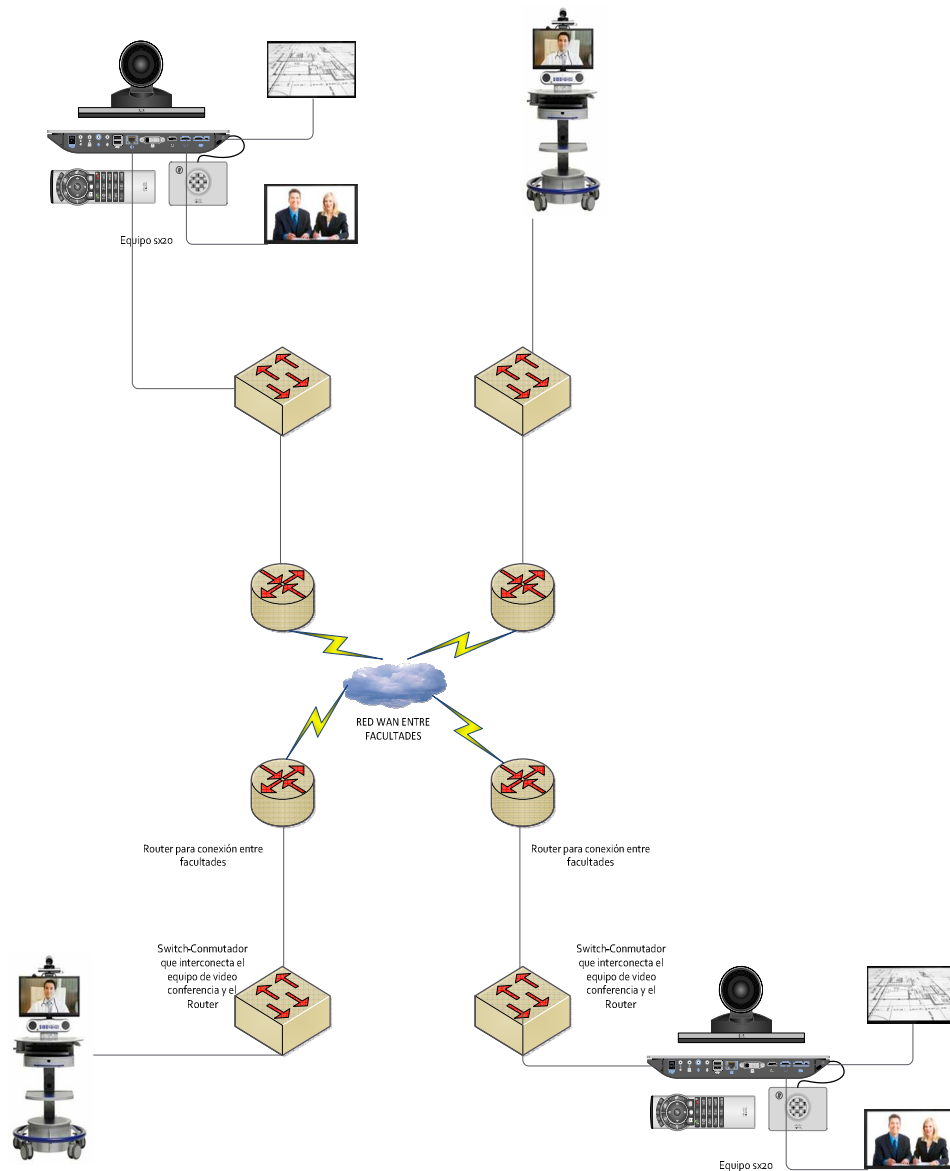 Equipo sx20
RED WAN ENTRE
FACULTADES
Router para conexión entre
facultades
Router para conexión entre
facultades
Switch-Conmutador
que interconecta el
equipo de video
conferencia y el
Router
Switch-Conmutador
que interconecta el
equipo de video
conferencia y el
Router
Equipo sx20